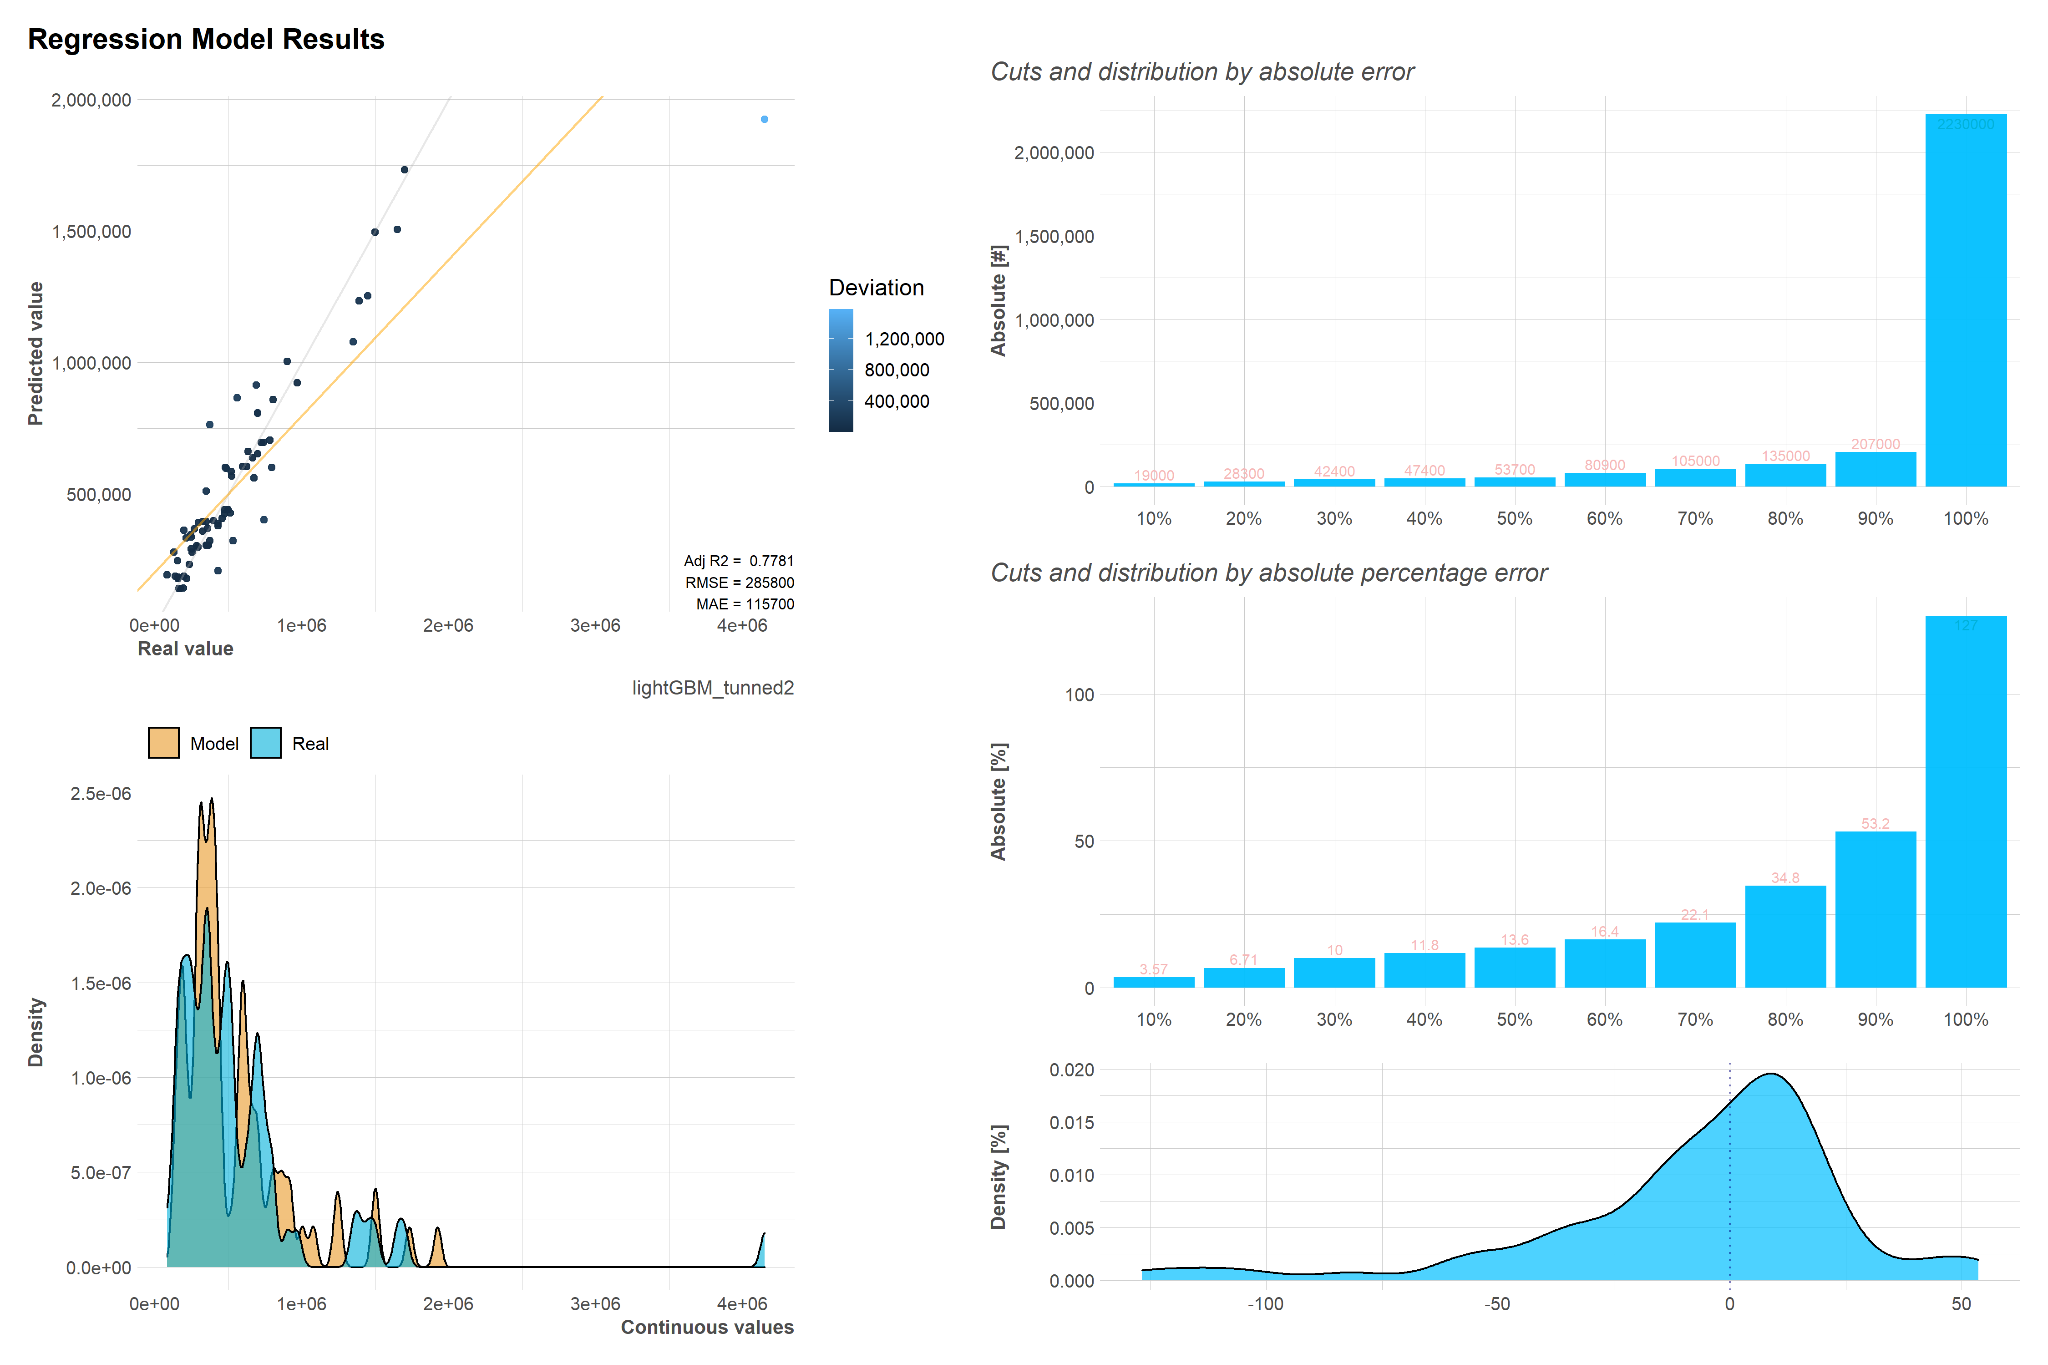 Regression Model Results
2,000,000
1,500,000
1,000,000
500,000
Predicted value
Adj R2 = 0.7781
RMSE = 285800
MAE = 115700
0e+00 1e+06 2e+06 3e+06 4e+06
Real value
lightGBM_tunned2
Deviation
1,200,000
800,000
400,000
Model Real
2.5e-06
2.0e-06
1.5e-06
1.0e-06
5.0e-07
0.0e+00
Density
0e+00 1e+06 2e+06 3e+06 4e+06
Continuous values
Cuts and distribution by absolute error
2,000,000
1,500,000
1,000,000
500,000
0
Absolute [#]
19000 28300 42400 47400 53700 80900 105000 135000 207000 2230000
10% 20% 30% 40% 50% 60% 70% 80% 90% 100%
Cuts and distribution by absolute percentage error
100
50
0
Absolute [%]
3.57 6.71 10 11.8 13.6 16.4 22.1 34.8 53.2 127
10% 20% 30% 40% 50% 60% 70% 80% 90% 100%
0.020
0.015
0.010
0.005
0.000
Density [%]
-100 -50 0 50